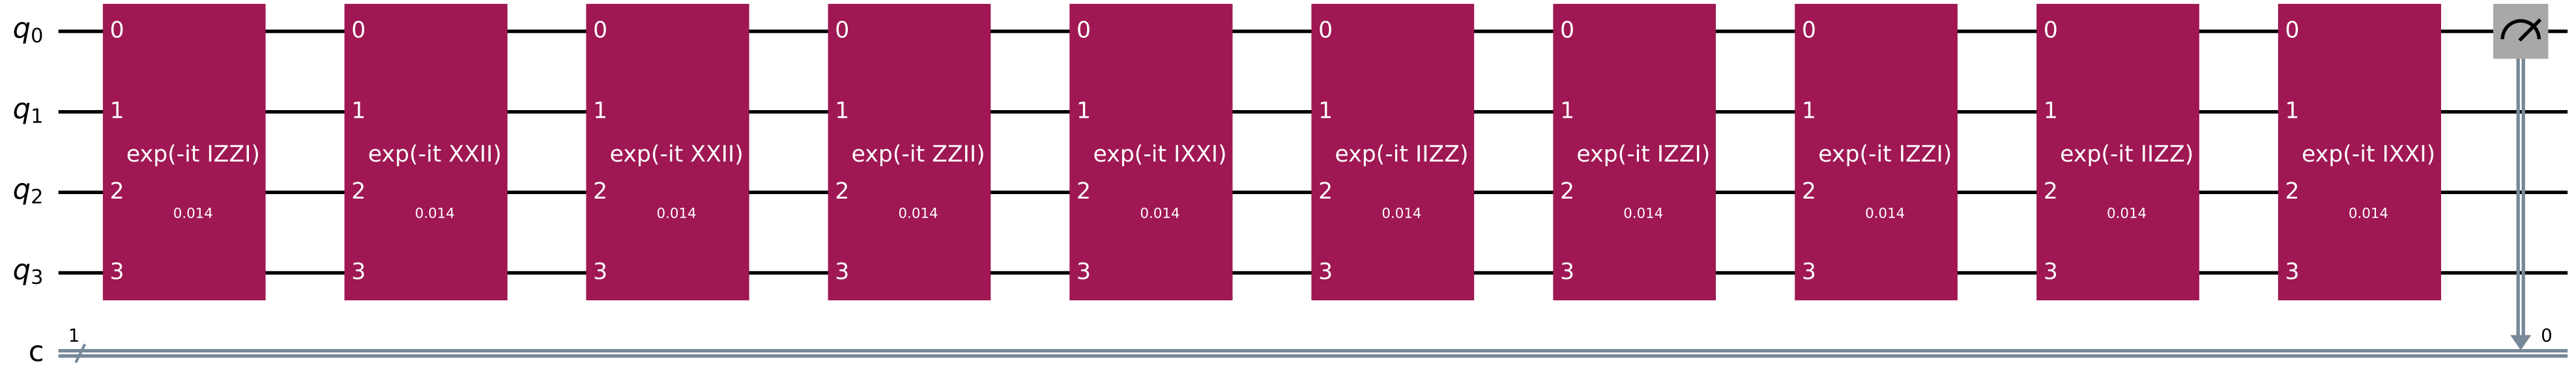 q0 0 0 0 0 0 0 0 0 0 0
q1 1 1 1 1 1 1 1 1 1 1
exp(-it IZZI) exp(-it XXII) exp(-it XXII) exp(-it ZZII) exp(-it IXXI) exp(-it IIZZ) exp(-it IZZI) exp(-it IZZI) exp(-it IIZZ) exp(-it IXXI)
q2 2 2 2 2 2 2 2 2 2 2
0.014 0.014 0.014 0.014 0.014 0.014 0.014 0.014 0.014 0.014
q3 3 3 3 3 3 3 3 3 3 3
1 0
c